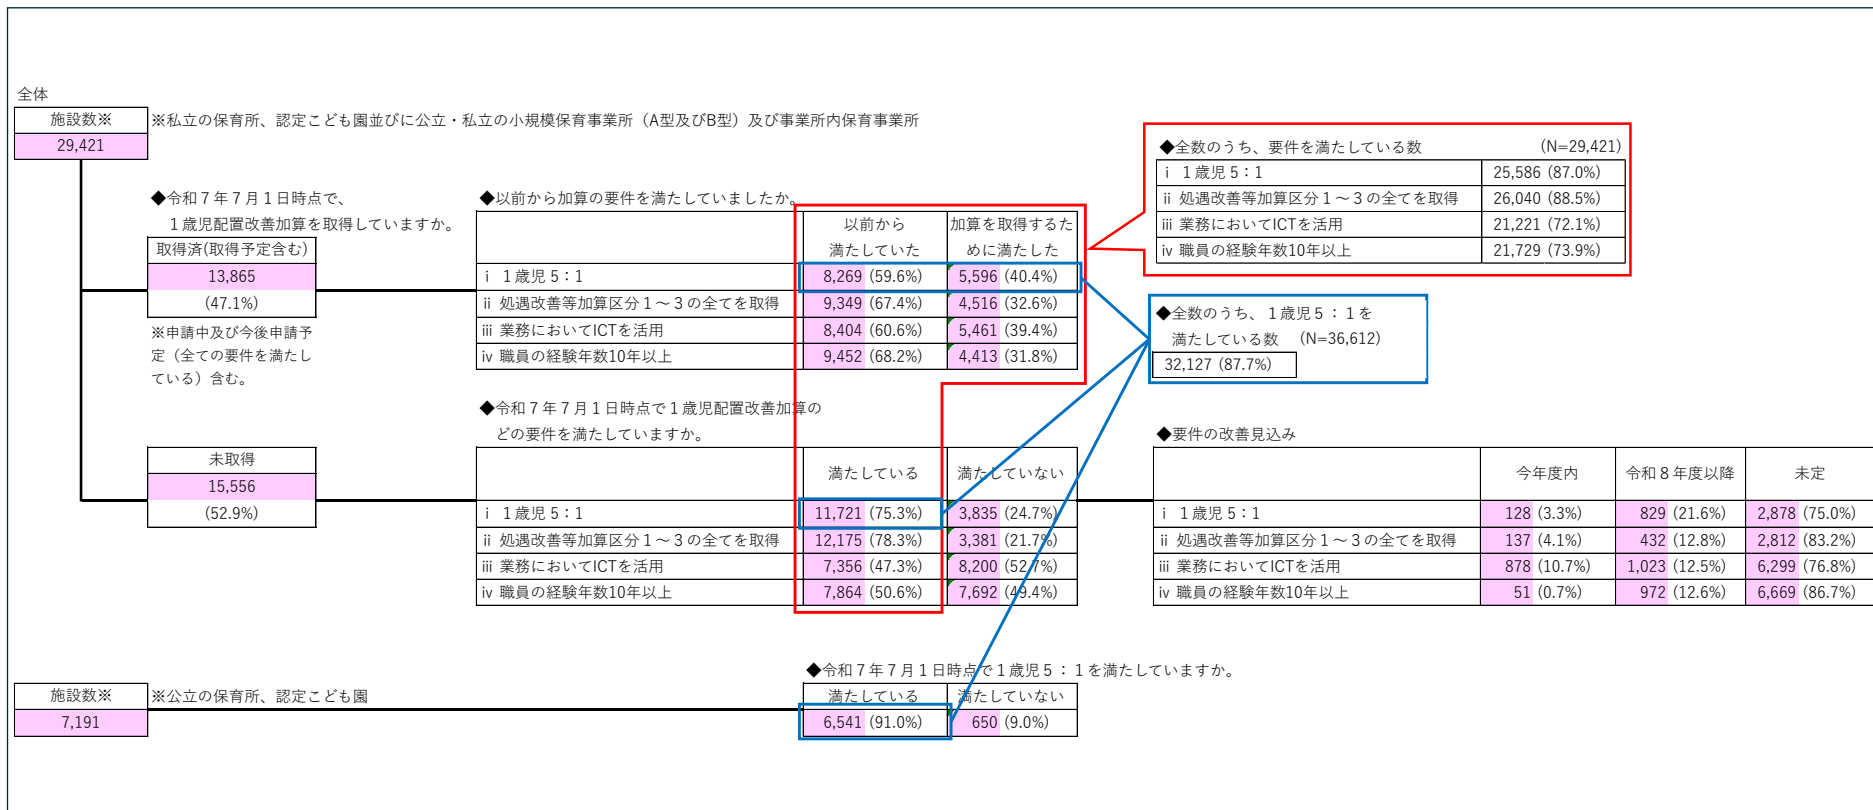 全体
施設数※
※私立の保育所、認定こども園並びに公立・私立の小規模保育事業所（A型及びB型）及び事業所内保育事業所
29,421
◆全数のうち、要件を満たしている数 (N=29,421)
ⅰ １歳児５：1 25,586 (87.0%)
ⅱ 処遇改善等加算区分１～３の全てを取得 26,040 (88.5%)
ⅲ 業務においてICTを活用 21,221 (72.1%)
ⅳ 職員の経験年数10年以上 21,729 (73.9%)
◆令和７年７月１日時点で、
１歳児配置改善加算を取得していますか。
取得済(取得予定含む)
13,865
(47.1%)
※申請中及び今後申請予
定（全ての要件を満たし
ている）含む。
◆以前から加算の要件を満たしていましたか。
以前から
満たしていた
加算を取得するた
めに満たした
ⅰ １歳児５：1 8,269 (59.6%) 5,596 (40.4%)
ⅱ 処遇改善等加算区分１～３の全てを取得 9,349 (67.4%) 4,516 (32.6%)
ⅲ 業務においてICTを活用 8,404 (60.6%) 5,461 (39.4%)
ⅳ 職員の経験年数10年以上 9,452 (68.2%) 4,413 (31.8%)
◆全数のうち、１歳児５：１を
満たしている数 (N=36,612)
32,127 (87.7%)
◆令和７年７月１日時点で１歳児配置改善加算の
どの要件を満たしていますか。
未取得
15,556
(52.9%)
満たしている 満たしていない
ⅰ １歳児５：1 11,721 (75.3%) 3,835 (24.7%)
ⅱ 処遇改善等加算区分１～３の全てを取得 12,175 (78.3%) 3,381 (21.7%)
ⅲ 業務においてICTを活用 7,356 (47.3%) 8,200 (52.7%)
ⅳ 職員の経験年数10年以上 7,864 (50.6%) 7,692 (49.4%)
◆要件の改善見込み
今年度内 令和８年度以降 未定
ⅰ １歳児５：1 128 (3.3%) 829 (21.6%) 2,878 (75.0%)
ⅱ 処遇改善等加算区分１～３の全てを取得 137 (4.1%) 432 (12.8%) 2,812 (83.2%)
ⅲ 業務においてICTを活用 878 (10.7%) 1,023 (12.5%) 6,299 (76.8%)
ⅳ 職員の経験年数10年以上 51 (0.7%) 972 (12.6%) 6,669 (86.7%)
◆令和７年７月１日時点で１歳児５：１を満たしていますか。
施設数※
※公立の保育所、認定こども園
7,191
満たしている 満たしていない
6,541 (91.0%) 650 (9.0%)